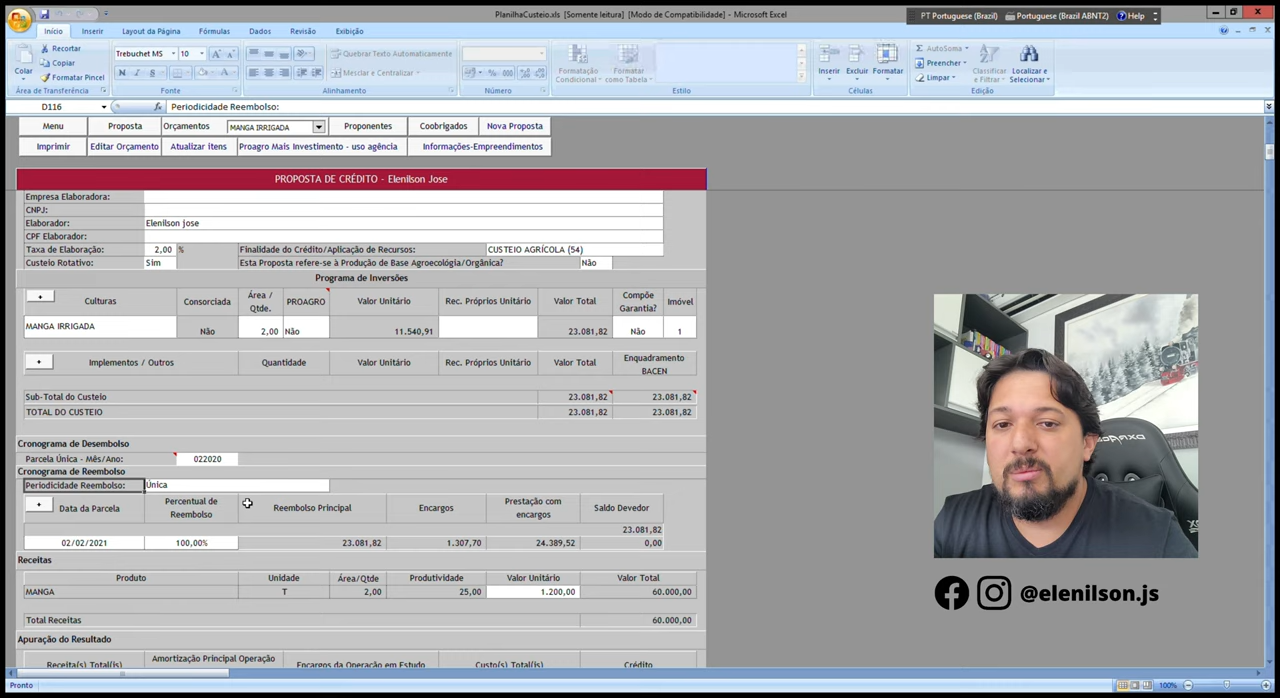 PlanilhaCusteio.xls [Somente leitura] [Modo de Compatibilidade] - Microsoft Excel
PT Portuguese (Brazil) Portuguese (Brazil ABNT2) Help
Início Inserir Layout da Página Fórmulas Dados Revisão Exibição
Recortar
Copiar
Formatar Pincel
Colar
Área de Transferência
Trebuchet MS 10
N I S
Fonte
Quebrar Texto Automaticamente
Mesclar e Centralizar
Alinhamento
% 000
Número
Formatação Condicional
Formatar como Tabela
Estilo
Inserir Excluir Formatar
Células
AutoSoma
Preencher
Limpar
Classificar e Filtrar
Localizar e Selecionar
Edição
D116 fx Periodicidade Reembolso:
Menu Proposta Orçamentos MANGA IRRIGADA Proponentes Coobrigados Nova Proposta
Imprimir Editar Orçamento Atualizar itens Proagro Mais Investimento - uso agência Informações-Empreendimentos
PROPOSTA DE CRÉDITO - Elenilson Jose
Empresa Elaboradora:
CNPJ:
Elaborador: Elenilson jose
CPF Elaborador:
Taxa de Elaboração: 2,00 % Finalidade do Crédito/Aplicação de Recursos: CUSTEIO AGRÍCOLA (54)
Custeio Rotativo: Sim Esta Proposta refere-se à Produção de Base Agroecológia/Orgânica? Não
Programa de Inversões
+ Culturas Consorciada Área / Qtde. PROAGRO Valor Unitário Rec. Próprios Unitário Valor Total Compõe Garantia? Imóvel
MANGA IRRIGADA Não 2,00 Não 11.540,91 23.081,82 Não 1
+ Implementos / Outros Quantidade Valor Unitário Rec. Próprios Unitário Valor Total Enquadramento BACEN
Sub-Total do Custeio 23.081,82 23.081,82
TOTAL DO CUSTEIO 23.081,82 23.081,82
Cronograma de Desembolso
Parcela Única - Mês/Ano: 022020
Cronograma de Reembolso
Periodicidade Reembolso: Única
+ Data da Parcela Percentual de Reembolso Reembolso Principal Encargos Prestação com encargos Saldo Devedor
23.081,82
02/02/2021 100,00% 23.081,82 1.307,70 24.389,52 0,00
Receitas
Produto Unidade Área/Qtde Produtividade Valor Unitário Valor Total
MANGA T 2,00 25,00 1.200,00 60.000,00
Total Receitas 60.000,00
Apuração do Resultado
Receita(s) Total(is) Amortização Principal Operação Encargos da Operação em Estudo Custo(s) Total(is) Crédito
Pronto 100%
@elenilson.js